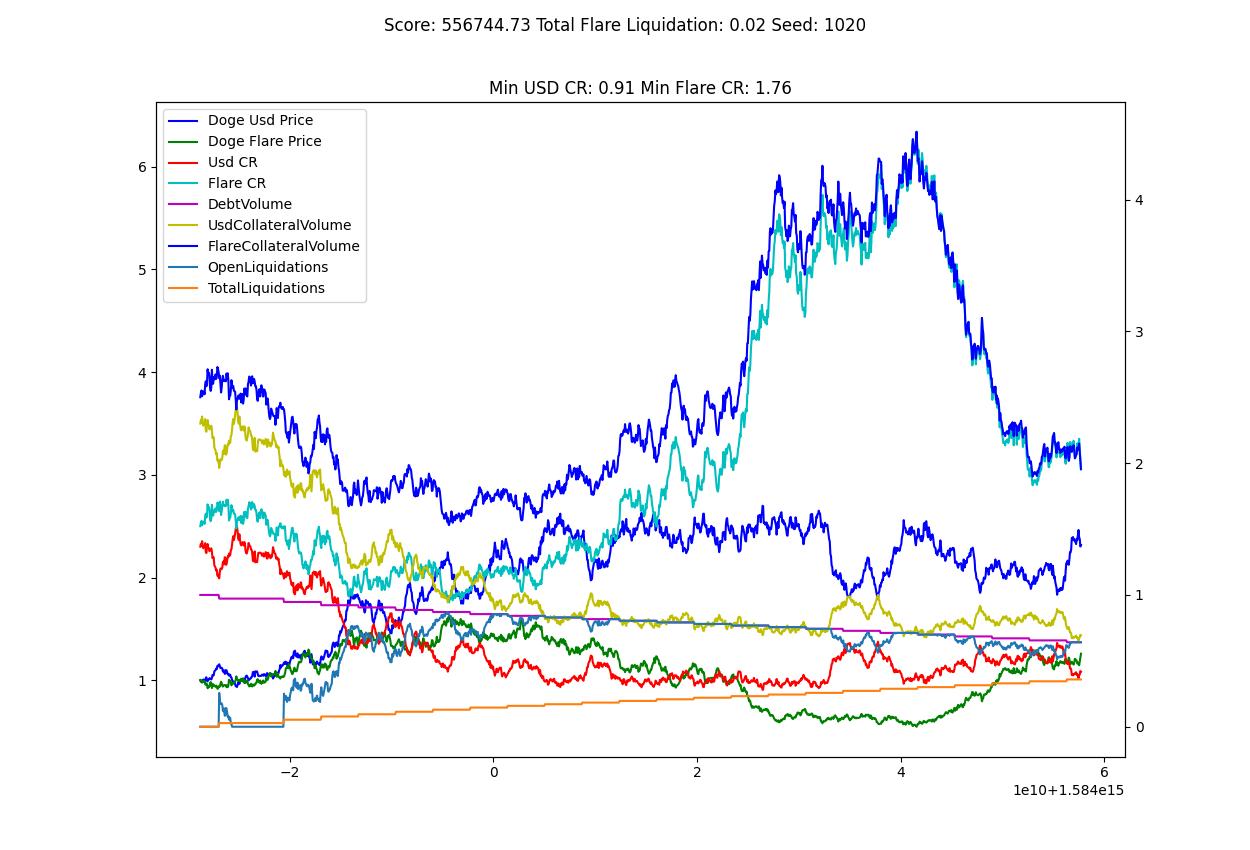 Score: 556744.73 Total Flare Liquidation: 0.02 Seed: 1020
Min USD CR: 0.91 Min Flare CR: 1.76
Doge Usd Price
Doge Flare Price
Usd CR
Flare CR
DebtVolume
UsdCollateralVolume
FlareCollateralVolume
OpenLiquidations
TotalLiquidations
6
5
4
3
2
1
4
3
2
1
0
−2
0
2
4
6
1e10+1.584e15